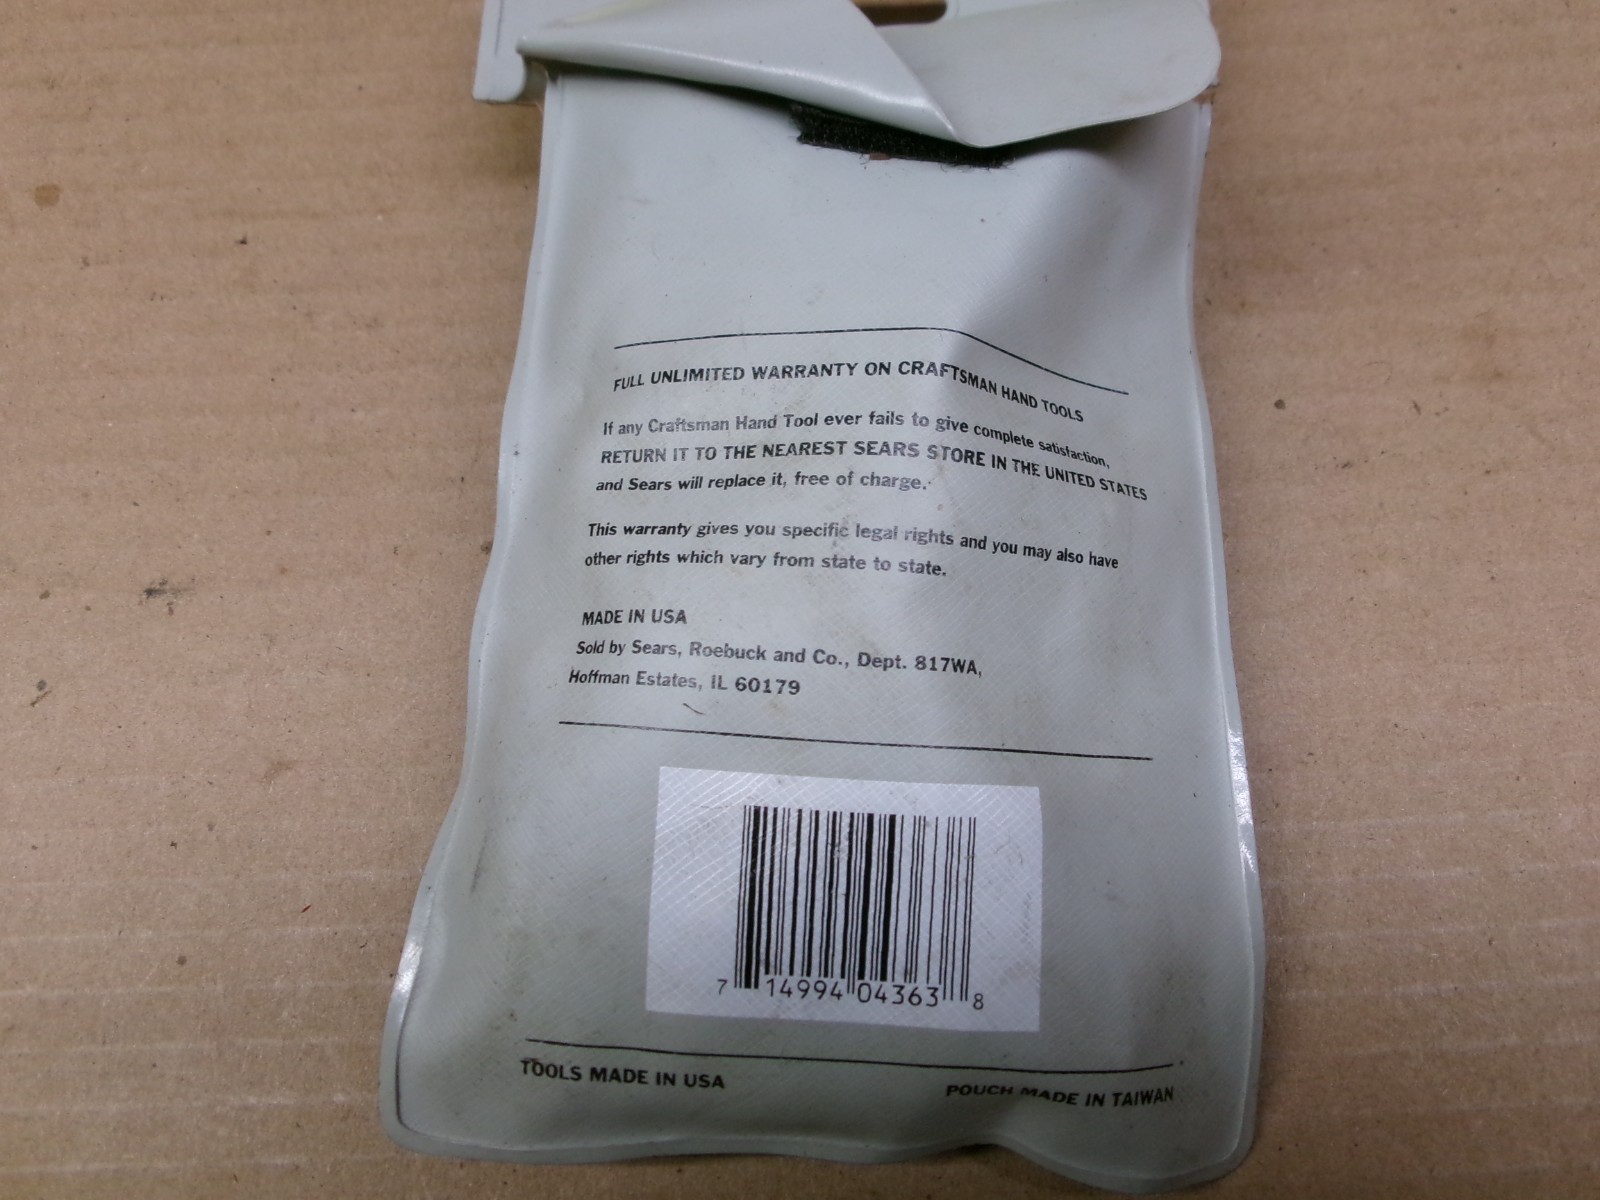 FULL UNLIMITED WARRANTY ON CRAFTSMAN HAND TOOLS
If any Craftsman Hand Tool ever fails to give complete satisfaction,
RETURN IT TO THE NEAREST SEARS STORE IN THE UNITED STATES
and Sears will replace it, free of charge.
This warranty gives you specific legal rights and you may also have
other rights which vary from state to state.
MADE IN USA
Sold by Sears, Roebuck and Co., Dept. 817WA,
Hoffman Estates, IL 60179
7 14994 04363 8
TOOLS MADE IN USA
POUCH MADE IN TAIWAN